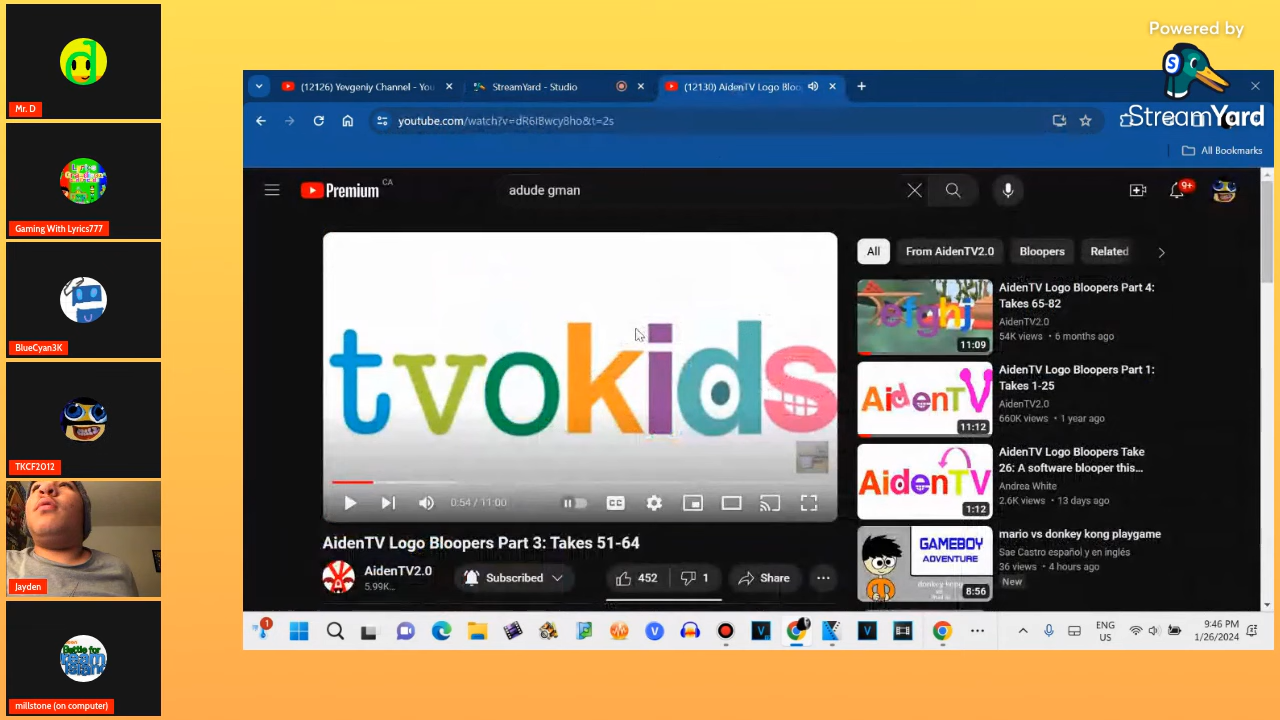 Powered by
StreamYard
Mr. D
Gaming With Lyrics777
BlueCyan3K
TKCF2012
Jayden
millstone (on computer)
(12126) Yevgeniy Channel - You
StreamYard - Studio
(12130) AidenTV Logo Bloo
youtube.com/watch?v=dR6IBwcyBho&t=2s
All Bookmarks
Premium CA
adude gman
9+
tvokids
0:54 / 11:00
CC
AidenTV Logo Bloopers Part 3: Takes 51-64
AidenTV2.0
5.99K...
Subscribed
452
1
Share
All
From AidenTV2.0
Bloopers
Related
efghj
11:09
AidenTV Logo Bloopers Part 4:
Takes 65-82
AidenTV2.0
54K views • 6 months ago
AidenTV
11:12
AidenTV Logo Bloopers Part 1:
Takes 1-25
AidenTV2.0
660K views • 1 year ago
AidenTV
1:12
AidenTV Logo Bloopers Take
26: A software blooper this...
Andrea White
2.6K views • 13 days ago
GAMEBOY
ADVENTURE
donkey kong
8:56
mario vs donkey kong playgame
Sae Castro español y en inglés
36 views • 4 hours ago
New
1
ENG
US
9:46 PM
1/26/2024